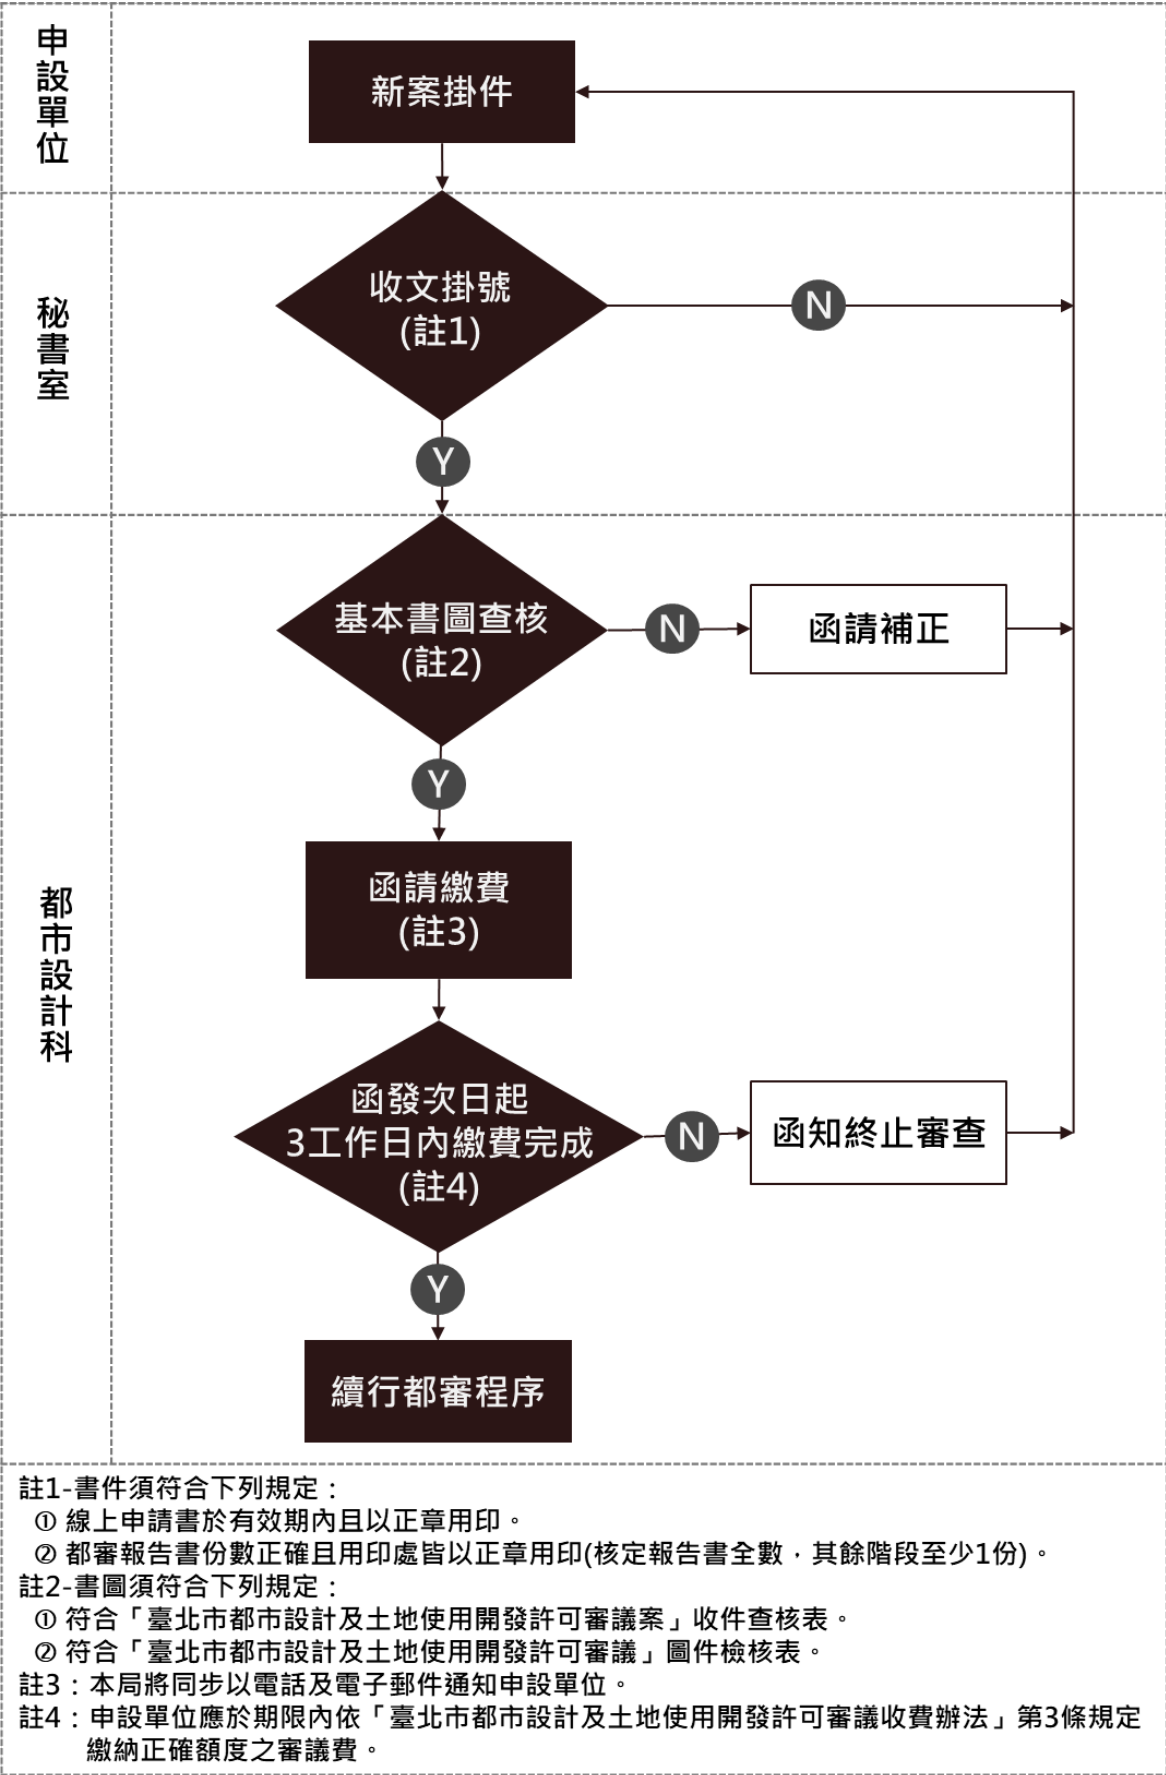 申設單位
新案掛件
秘書室
收文掛號
(註1)
N
Y
都市設計科
基本書圖查核
(註2)
N
函請補正
Y
函請繳費
(註3)
函發次日起
3工作日內繳費完成
(註4)
N
函知終止審查
Y
續行都審程序
註1-書件須符合下列規定：
① 線上申請書於有效期內且以正章用印。
② 都審報告書份數正確且用印處皆以正章用印(核定報告書全數，其餘階段至少1份)。
註2-書圖須符合下列規定：
① 符合「臺北市都市設計及土地使用開發許可審議案」收件查核表。
② 符合「臺北市都市設計及土地使用開發許可審議」圖件檢核表。
註3：本局將同步以電話及電子郵件通知申設單位。
註4：申設單位應於期限內依「臺北市都市設計及土地使用開發許可審議收費辦法」第3條規定
繳納正確額度之審議費。